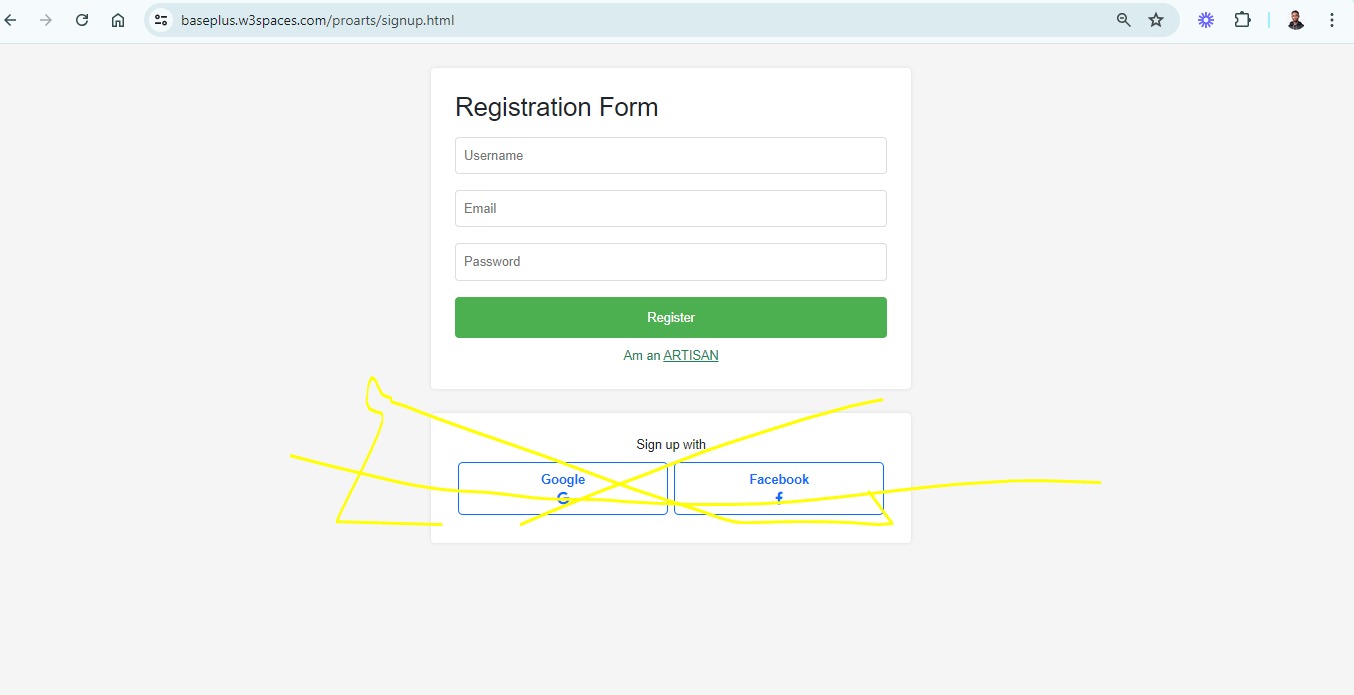 baseplus.w3spaces.com/proarts/signup.html
Registration Form
Username
Email
Password
Register
Am an ARTISAN
Sign up with
Google
G
Facebook
f